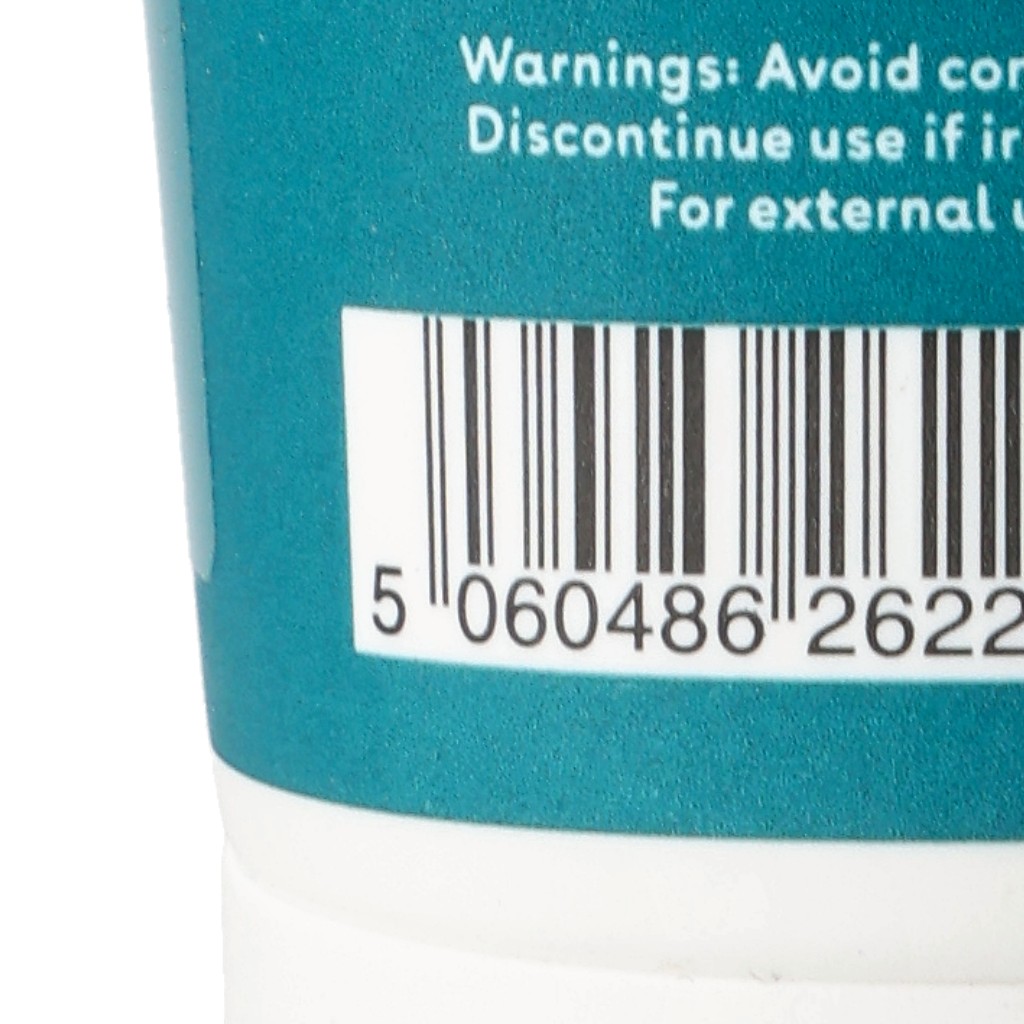 Warnings: Avoid
Discontinue use if
For external
5 060486 2622